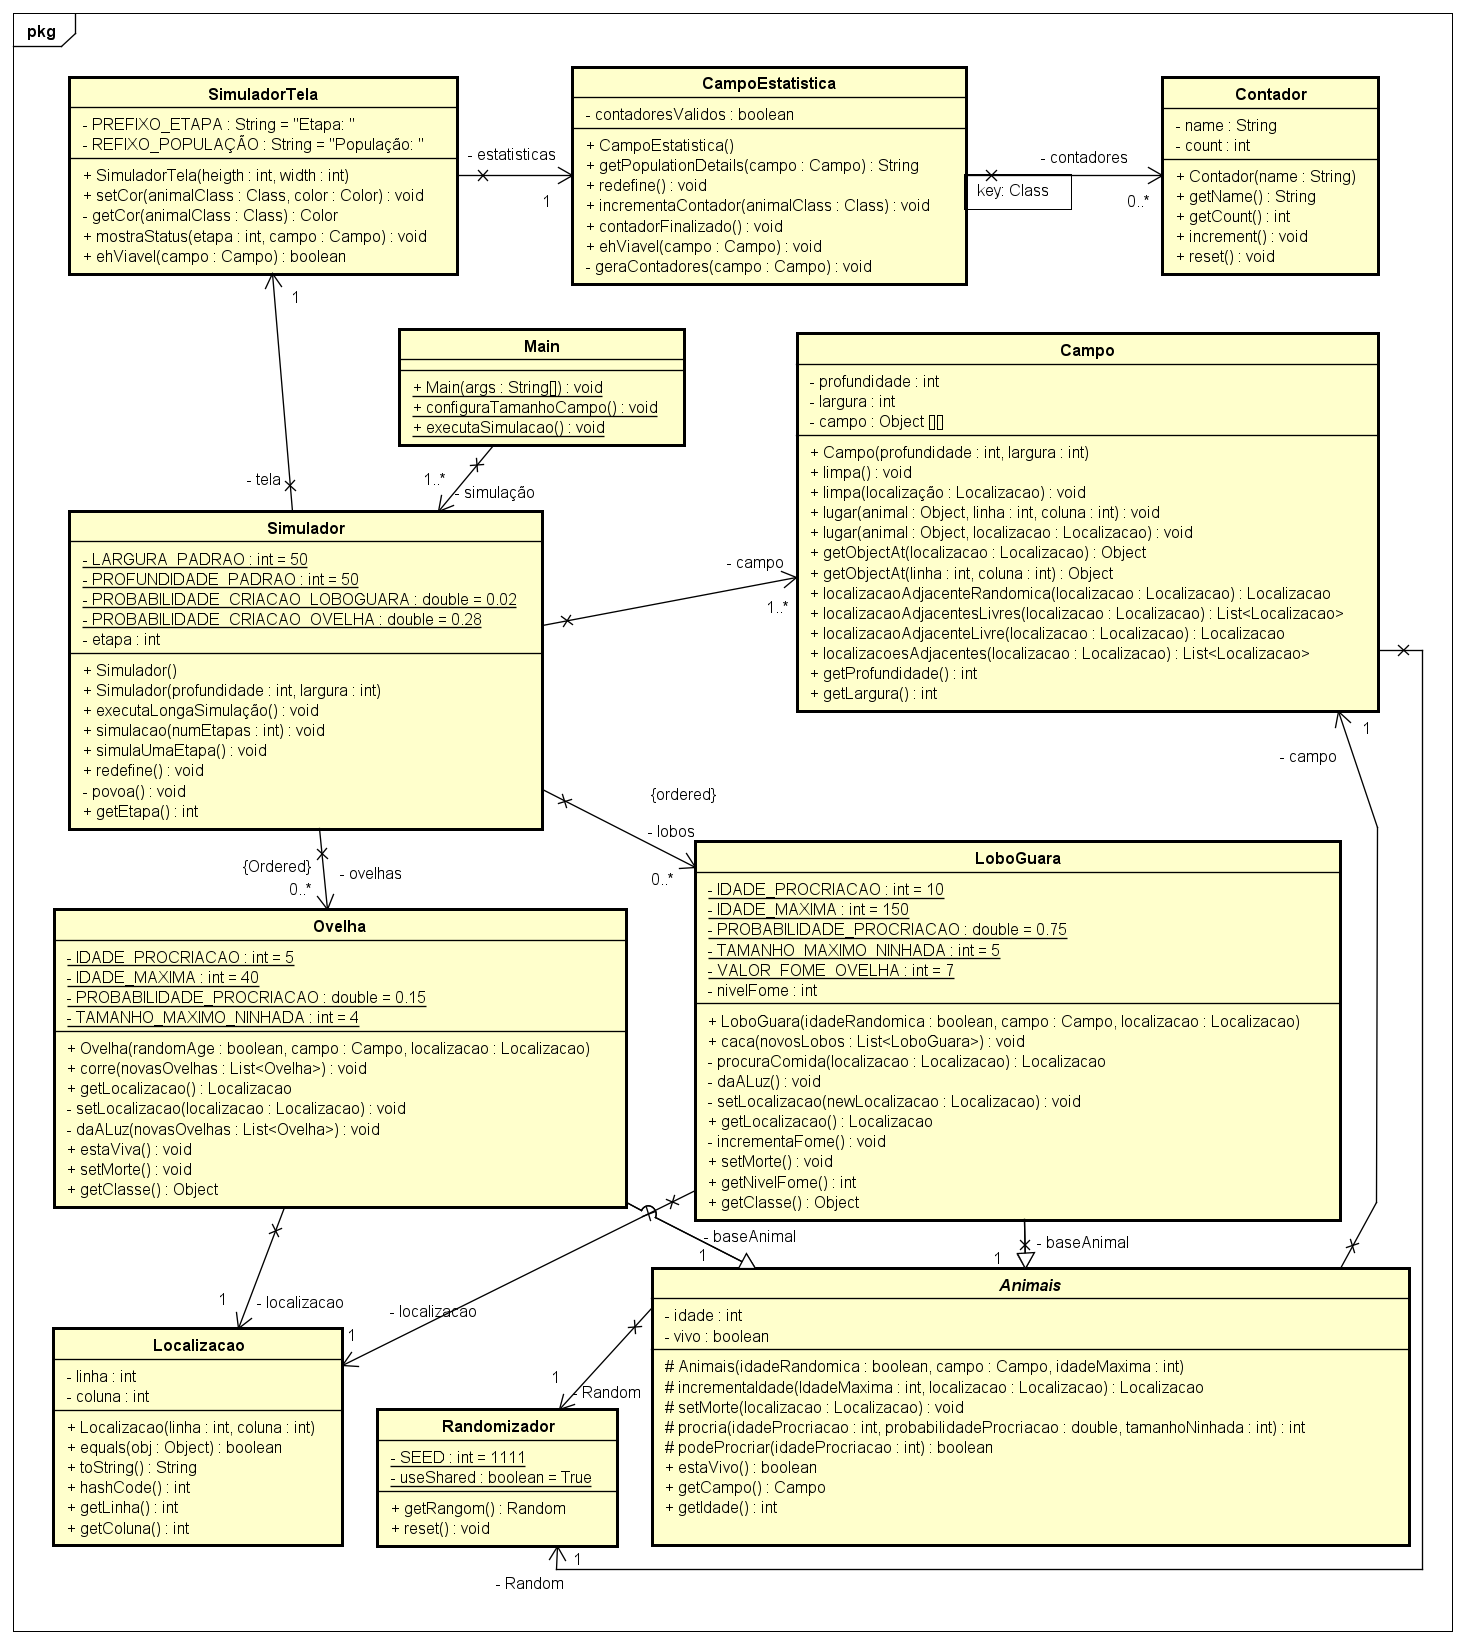 pkg
SimuladorTela
- PREFIXO_ETAPA : String = "Etapa: "
- REFIXO_POPULAÇÃO : String = "População: "
+ SimuladorTela(heigth : int, width : int)
+ setCor(animalClass : Class, color : Color) : void
- getCor(animalClass : Class) : Color
+ mostraStatus(etapa : int, campo : Campo) : void
+ ehViavel(campo : Campo) : boolean
- estatisticas
1
CampoEstatistica
- contadoresValidos : boolean
+ CampoEstatistica()
+ getPopulationDetails(campo : Campo) : String
+ redefine() : void
+ incrementaContador(animalClass : Class) : void
+ contadorFinalizado() : void
+ ehViavel(campo : Campo) : void
- geraContadores(campo : Campo) : void
- contadores
key: Class
0..*
Contador
- name : String
- count : int
+ Contador(name : String)
+ getName() : String
+ getCount() : int
+ increment() : void
+ reset() : void
1
- tela
Main
+ Main(args : String[]) : void
+ configuraTamanhoCampo() : void
+ executaSimulacao() : void
1..*
- simulação
Campo
- profundidade : int
- largura : int
- campo : Object [][]
+ Campo(profundidade : int, largura : int)
+ limpa() : void
+ limpa(localização : Localizacao) : void
+ lugar(animal : Object, linha : int, coluna : int) : void
+ lugar(animal : Object, localizacao : Localizacao) : void
+ getObjectAt(localizacao : Localizacao) : Object
+ getObjectAt(linha : int, coluna : int) : Object
+ localizacaoAdjacenteRandomica(localizacao : Localizacao) : Localizacao
+ localizacaoAdjacentesLivres(localizacao : Localizacao) : List<Localizacao>
+ localizacaoAdjacenteLivre(localizacao : Localizacao) : Localizacao
+ localizacoesAdjacentes(localizacao : Localizacao) : List<Localizacao>
+ getProfundidade() : int
+ getLargura() : int
Simulador
- LARGURA_PADRAO : int = 50
- PROFUNDIDADE_PADRAO : int = 50
- PROBABILIDADE_CRIACAO_LOBOGUARA : double = 0.02
- PROBABILIDADE_CRIACAO_OVELHA : double = 0.28
- etapa : int
+ Simulador()
+ Simulador(profundidade : int, largura : int)
+ executaLongaSimulação() : void
+ simulacao(numEtapas : int) : void
+ simulaUmaEtapa() : void
+ redefine() : void
- povoa() : void
+ getEtapa() : int
- campo
1..*
1
- campo
{ordered}
- lobos
0..*
{Ordered}
0..*
- ovelhas
LoboGuara
- IDADE_PROCRIACAO : int = 10
- IDADE_MAXIMA : int = 150
- PROBABILIDADE_PROCRIACAO : double = 0.75
- TAMANHO_MAXIMO_NINHADA : int = 5
- VALOR_FOME_OVELHA : int = 7
- nivelFome : int
+ LoboGuara(idadeRandomica : boolean, campo : Campo, localizacao : Localizacao)
+ caca(novosLobos : List<LoboGuara>) : void
- procuraComida(localizacao : Localizacao) : Localizacao
- daALuz() : void
- setLocalizacao(newLocalizacao : Localizacao) : void
+ getLocalizacao() : Localizacao
- incrementaFome() : void
+ setMorte() : void
+ getNivelFome() : int
+ getClasse() : Object
Ovelha
- IDADE_PROCRIACAO : int = 5
- IDADE_MAXIMA : int = 40
- PROBABILIDADE_PROCRIACAO : double = 0.15
- TAMANHO_MAXIMO_NINHADA : int = 4
+ Ovelha(randomAge : boolean, campo : Campo, localizacao : Localizacao)
+ corre(novasOvelhas : List<Ovelha>) : void
+ getLocalizacao() : Localizacao
- setLocalizacao(localizacao : Localizacao) : void
- daALuz(novasOvelhas : List<Ovelha>) : void
+ estaViva() : void
+ setMorte() : void
+ getClasse() : Object
- baseAnimal
1
1
- baseAnimal
1
- localizacao
- localizacao
1
Animais
- idade : int
- vivo : boolean
# Animais(idadeRandomica : boolean, campo : Campo, idadeMaxima : int)
# incrementaIdade(IdadeMaxima : int, localizacao : Localizacao) : Localizacao
# setMorte(localizacao : Localizacao) : void
# procria(idadeProcriacao : int, probabilidadeProcriacao : double, tamanhoNinhada : int) : int
# podeProcriar(idadeProcriacao : int) : boolean
+ estaVivo() : boolean
+ getCampo() : Campo
+ getIdade() : int
Localizacao
- linha : int
- coluna : int
+ Localizacao(linha : int, coluna : int)
+ equals(obj : Object) : boolean
+ toString() : String
+ hashCode() : int
+ getLinha() : int
+ getColuna() : int
1
- Random
Randomizador
- SEED : int = 1111
- useShared : boolean = True
+ getRangom() : Random
+ reset() : void
1
- Random